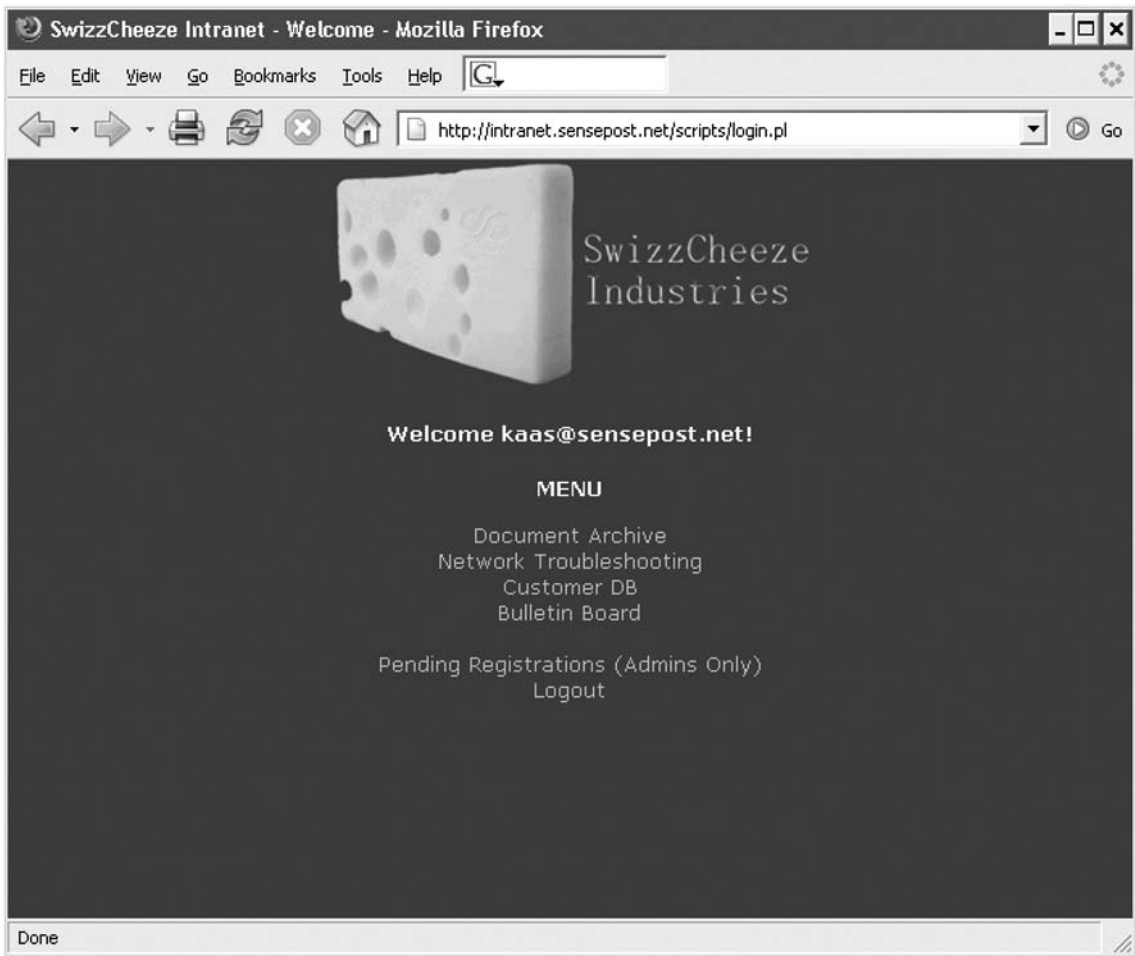 SwizzCheeze Intranet - Welcome - Mozilla Firefox
File Edit View Go Bookmarks Tools Help G
http://intranet.sensepost.net/scripts/login.pl Go
SwizzCheeze
Industries
Welcome kaas@sensepost.net!
MENU
Document Archive
Network Troubleshooting
Customer DB
Bulletin Board
Pending Registrations (Admins Only)
Logout
Done